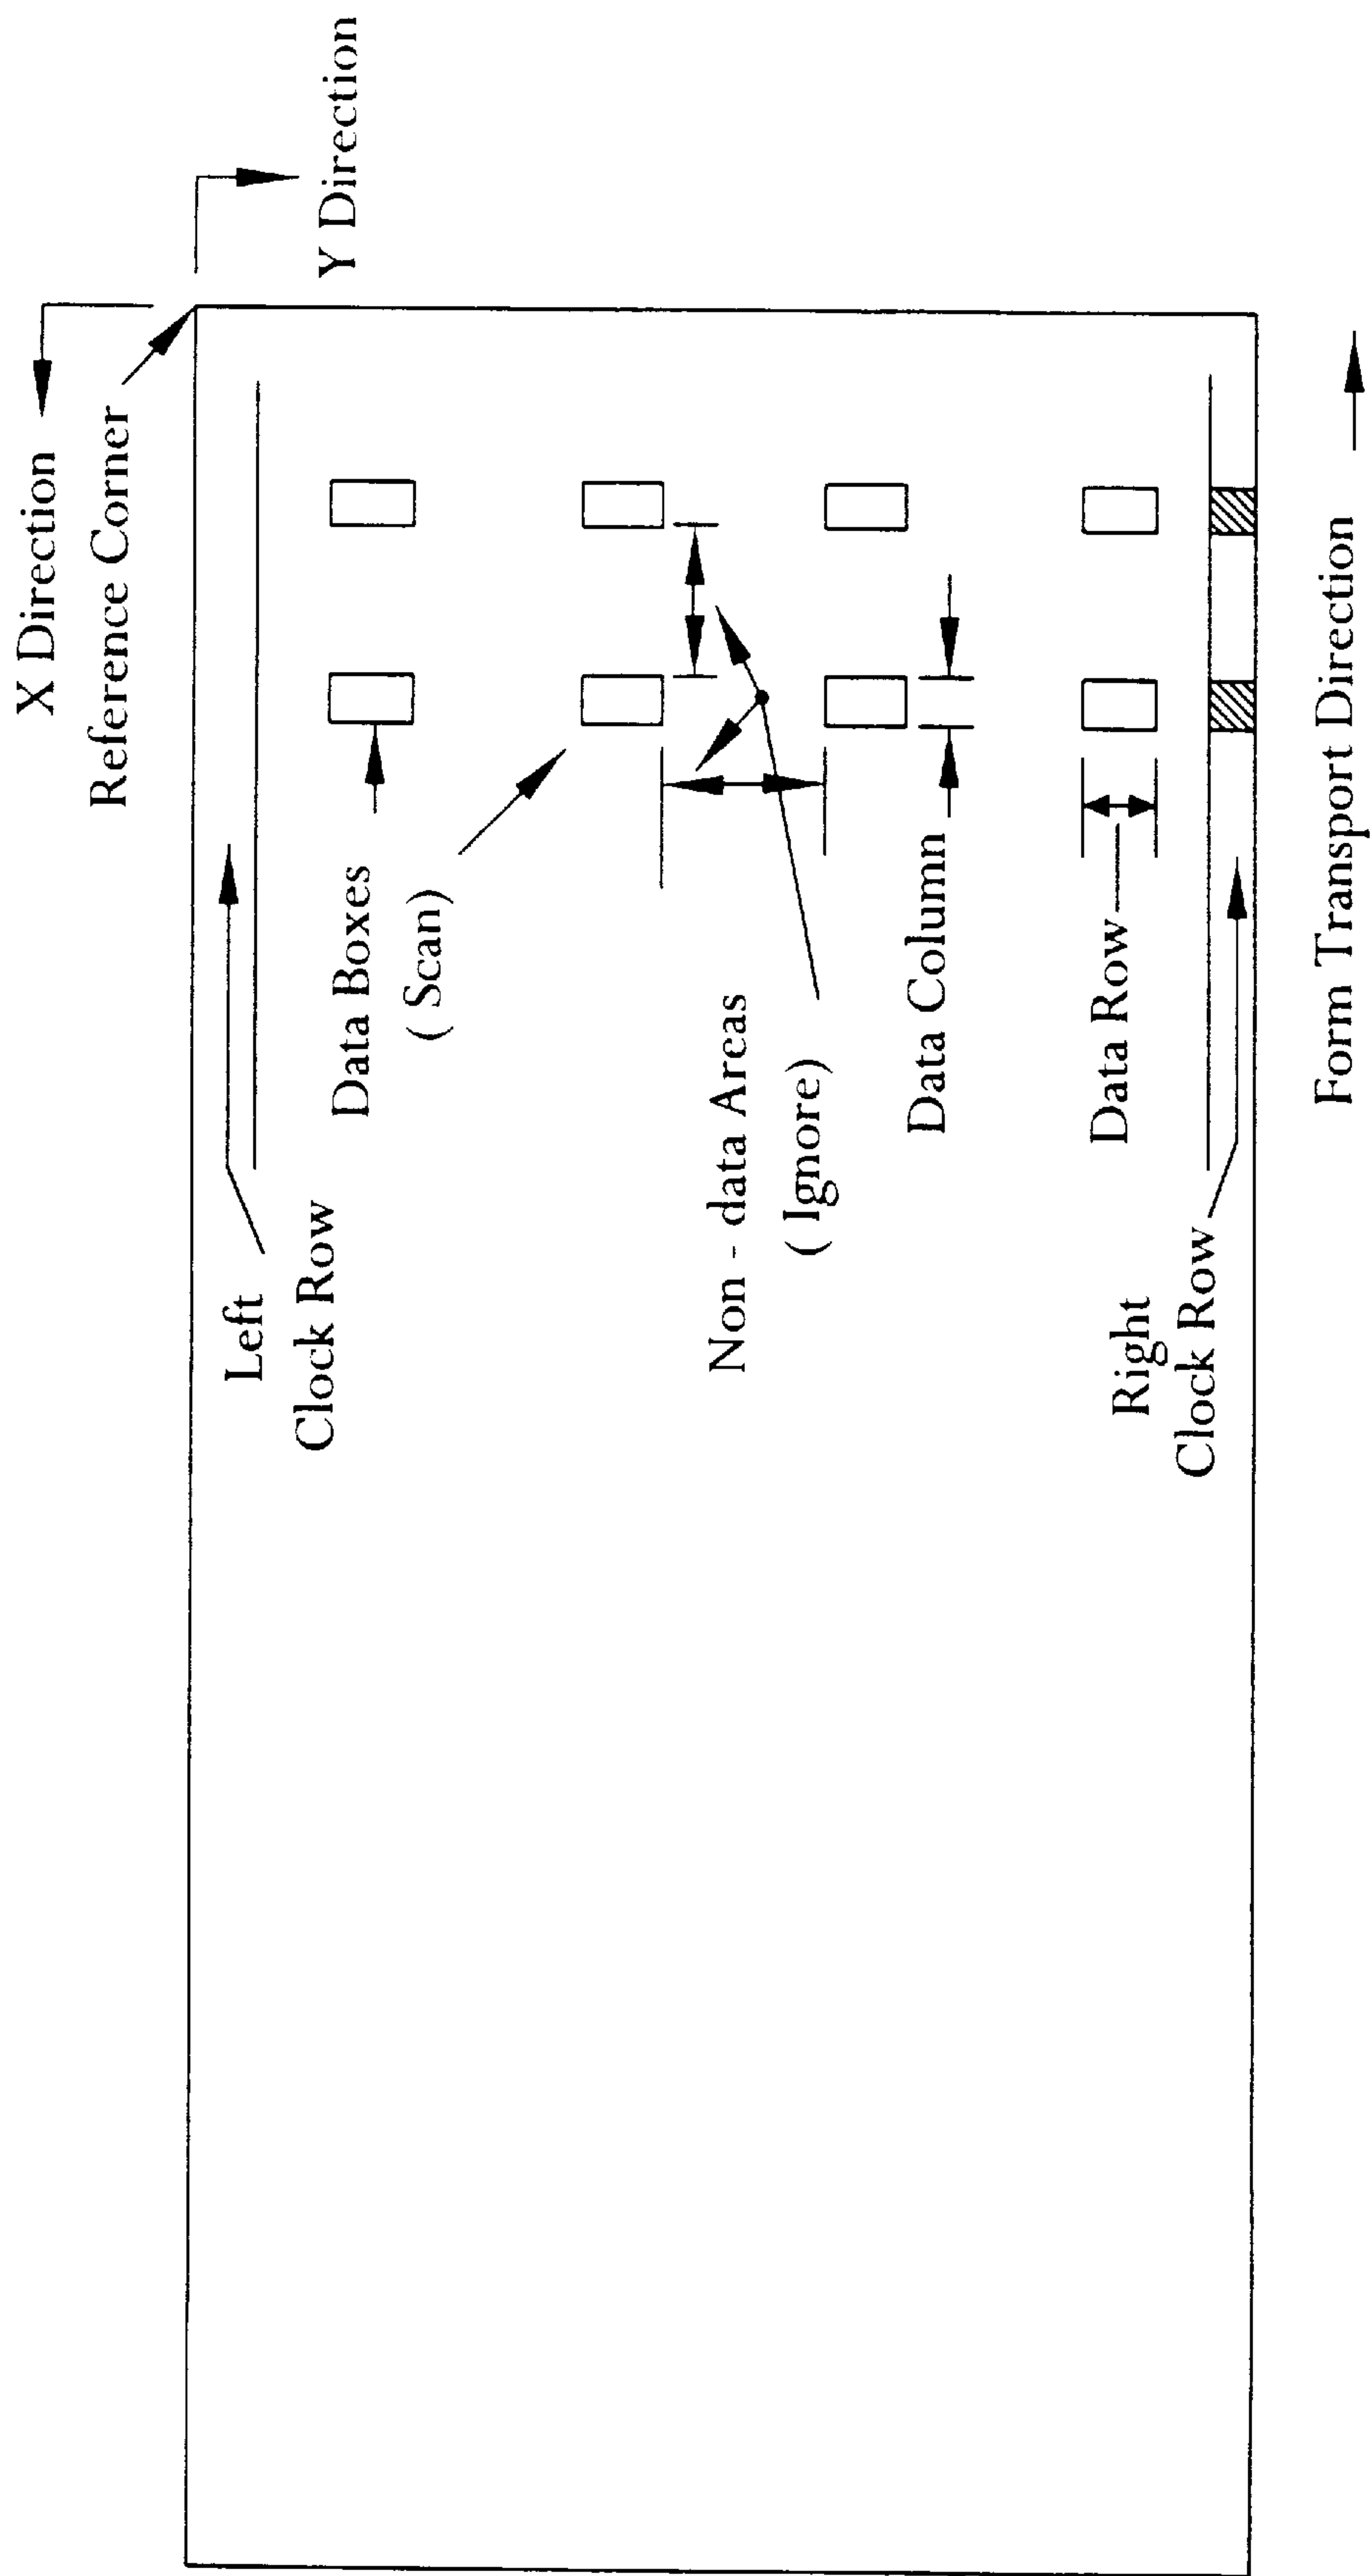 X Direction
Reference Corner
Y Direction
Left
Clock Row
Data Boxes
( Scan)
Non - data Areas
( Ignore)
Data Column
Data Row
Right
Clock Row
Form Transport Direction